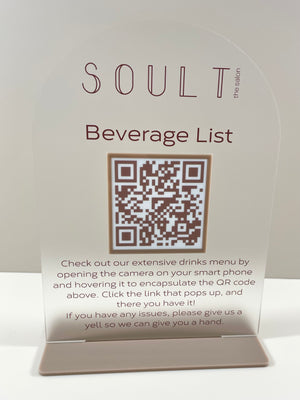 SOULT
the salon
Beverage List
Check out our extensive drinks menu by
opening the camera on your smart phone
and hovering it to encapsulate the QR code
above. Click the link that pops up, and
there you have it!
If you have any issues, please give us a
yell so we can give you a hand.